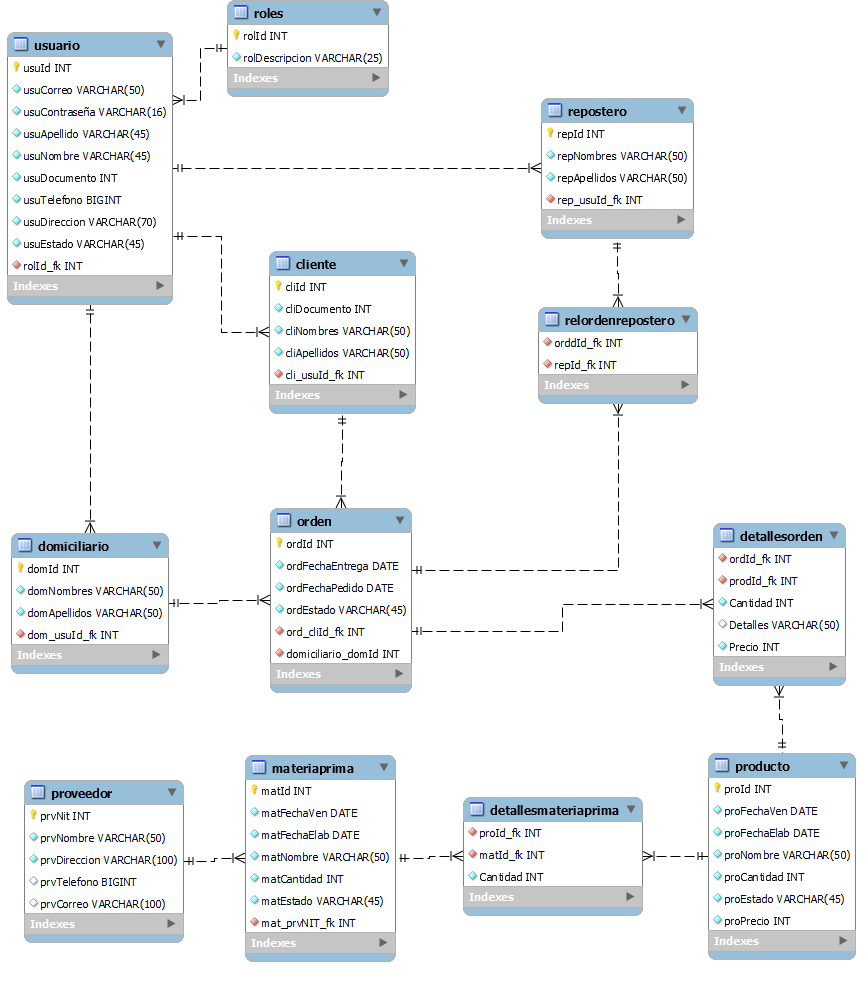 roles
rolId INT
rolDescripcion VARCHAR(25)
Indexes
usuario
usuId INT
usuCorreo VARCHAR(50)
usuContraseña VARCHAR(16)
usuApellido VARCHAR(45)
usuNombre VARCHAR(45)
usuDocumento INT
usuTelefono BIGINT
usuDireccion VARCHAR(70)
usuEstado VARCHAR(45)
rolId_fk INT
Indexes
repostero
repId INT
repNombres VARCHAR(50)
repApellidos VARCHAR(50)
rep_usuId_fk INT
Indexes
cliente
cliId INT
cliDocumento INT
cliNombres VARCHAR(50)
cliApellidos VARCHAR(50)
cli_usuId_fk INT
Indexes
relordenrepostero
orddId_fk INT
repId_fk INT
Indexes
domiciliario
domId INT
domNombres VARCHAR(50)
domApellidos VARCHAR(50)
dom_usuId_fk INT
Indexes
orden
ordId INT
ordFechaEntrega DATE
ordFechaPedido DATE
ordEstado VARCHAR(45)
ord_cliId_fk INT
domiciliario_domId INT
Indexes
detallesorden
ordId_fk INT
prodId_fk INT
Cantidad INT
Detalles VARCHAR(50)
Precio INT
Indexes
proveedor
prvNit INT
prvNombre VARCHAR(50)
prvDireccion VARCHAR(100)
prvTelefono BIGINT
prvCorreo VARCHAR(100)
Indexes
materiaprima
matId INT
matFechaVen DATE
matFechaElab DATE
matNombre VARCHAR(50)
matCantidad INT
matEstado VARCHAR(45)
mat_prvNIT_fk INT
Indexes
detallesmateriaprima
proId_fk INT
matId_fk INT
Cantidad INT
Indexes
producto
proId INT
proFechaVen DATE
proFechaElab DATE
proNombre VARCHAR(50)
proCantidad INT
proEstado VARCHAR(45)
proPrecio INT
Indexes